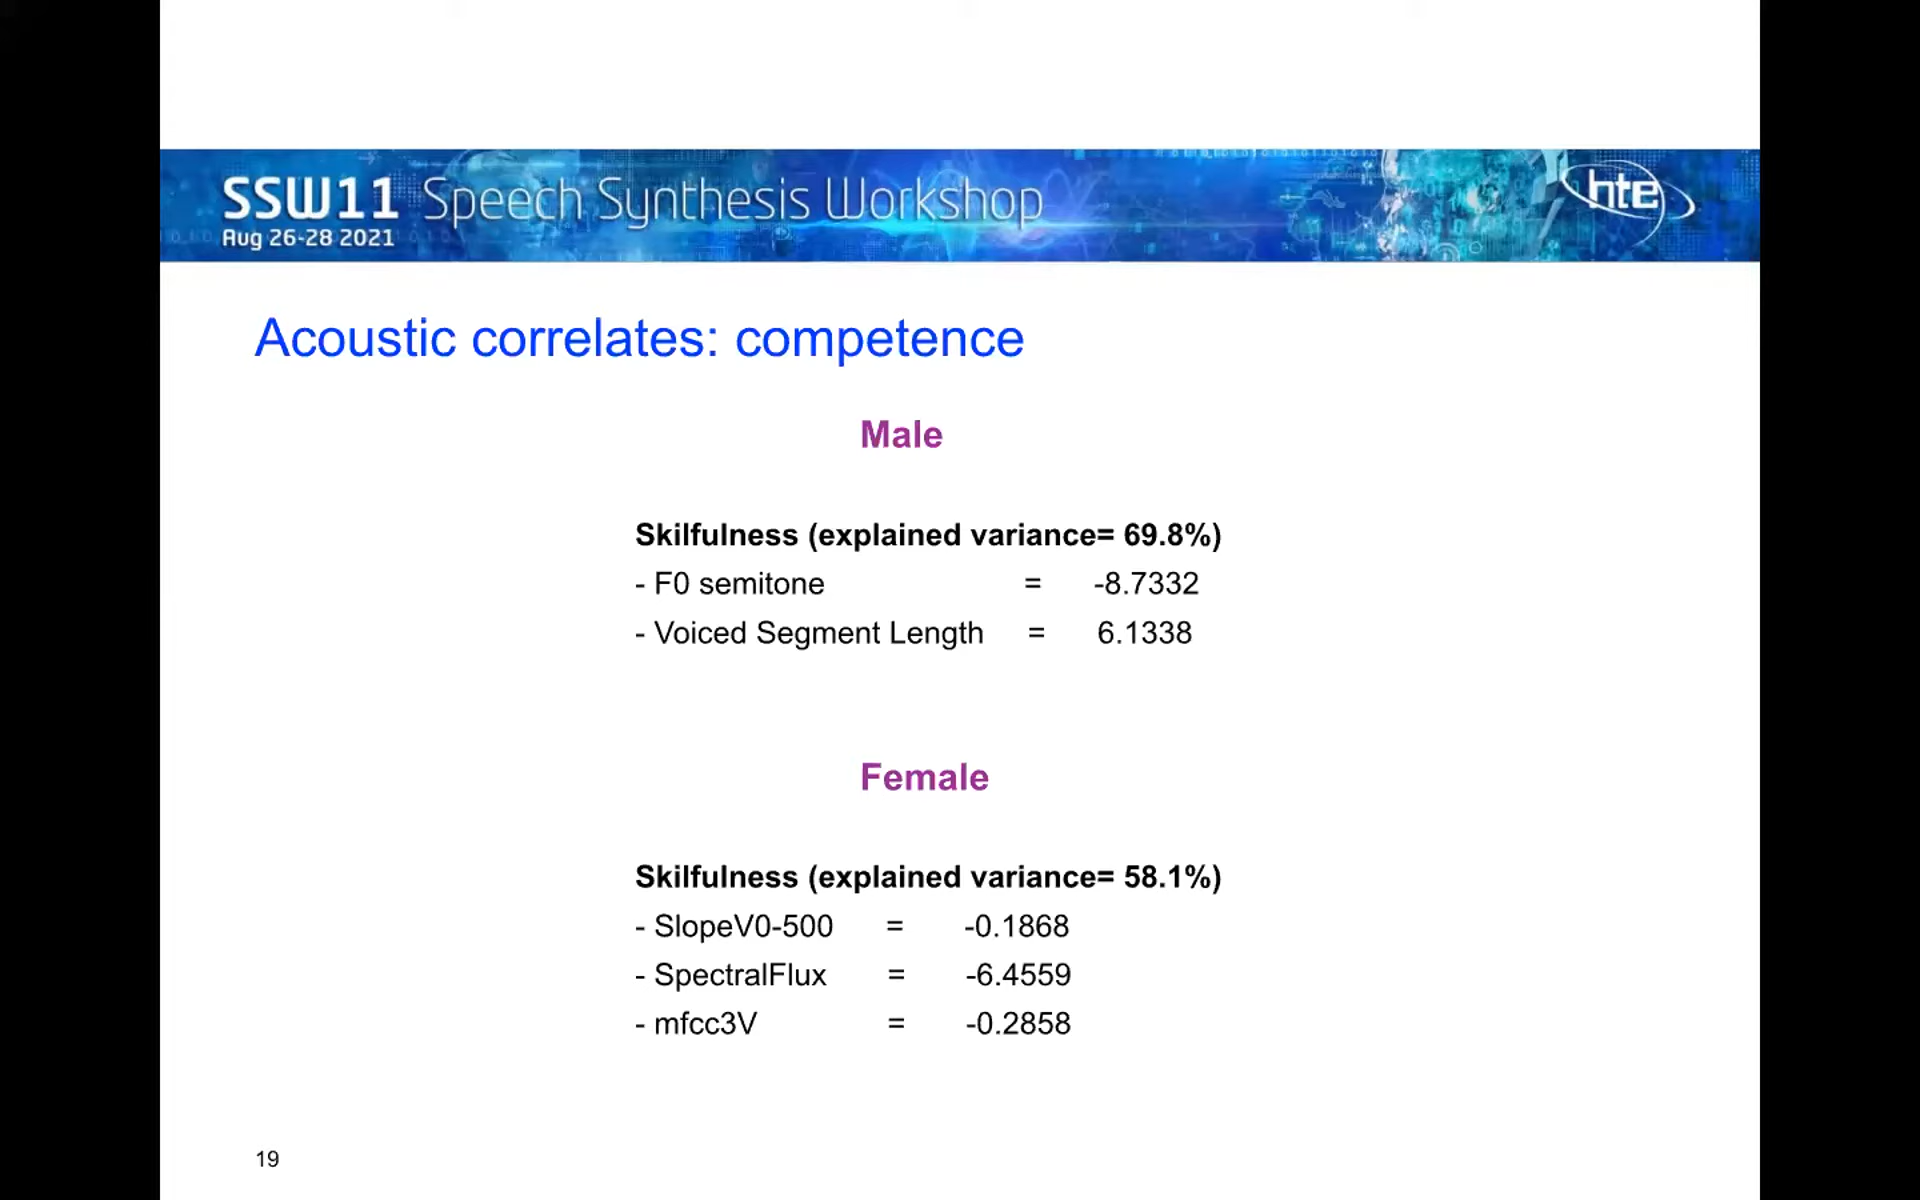 SSW11 Speech Synthesis Workshop
Aug 26-28 2021
hte
Acoustic correlates: competence
Male
Skilfulness (explained variance= 69.8%)
- F0 semitone = -8.7332
- Voiced Segment Length = 6.1338
Female
Skilfulness (explained variance= 58.1%)
- SlopeV0-500 = -0.1868
- SpectralFlux = -6.4559
- mfcc3V = -0.2858
19